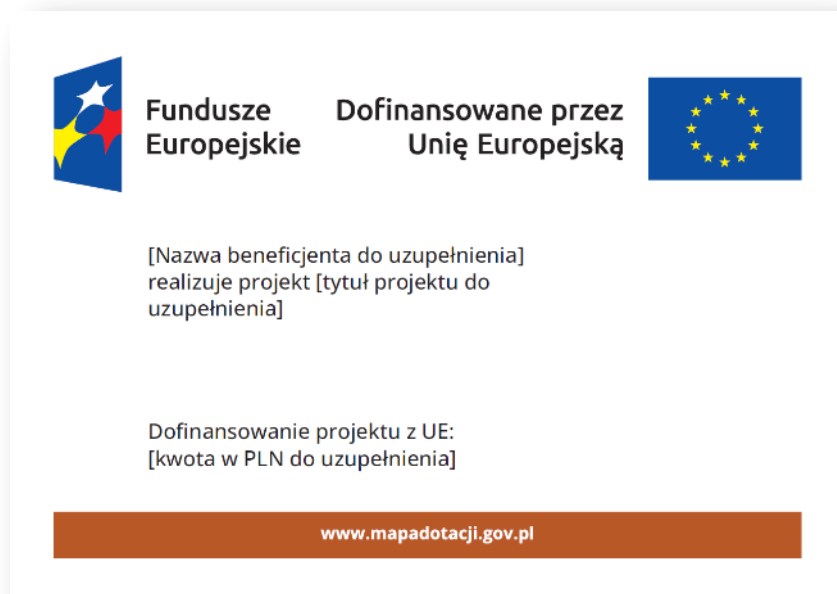 Fundusze
Europejskie
Dofinansowane przez
Unię Europejską
[Nazwa beneficjenta do uzupełnienia]
realizuje projekt [tytuł projektu do
uzupełnienia]
Dofinansowanie projektu z UE:
[kwota w PLN do uzupełnienia]
www.mapadotacji.gov.pl